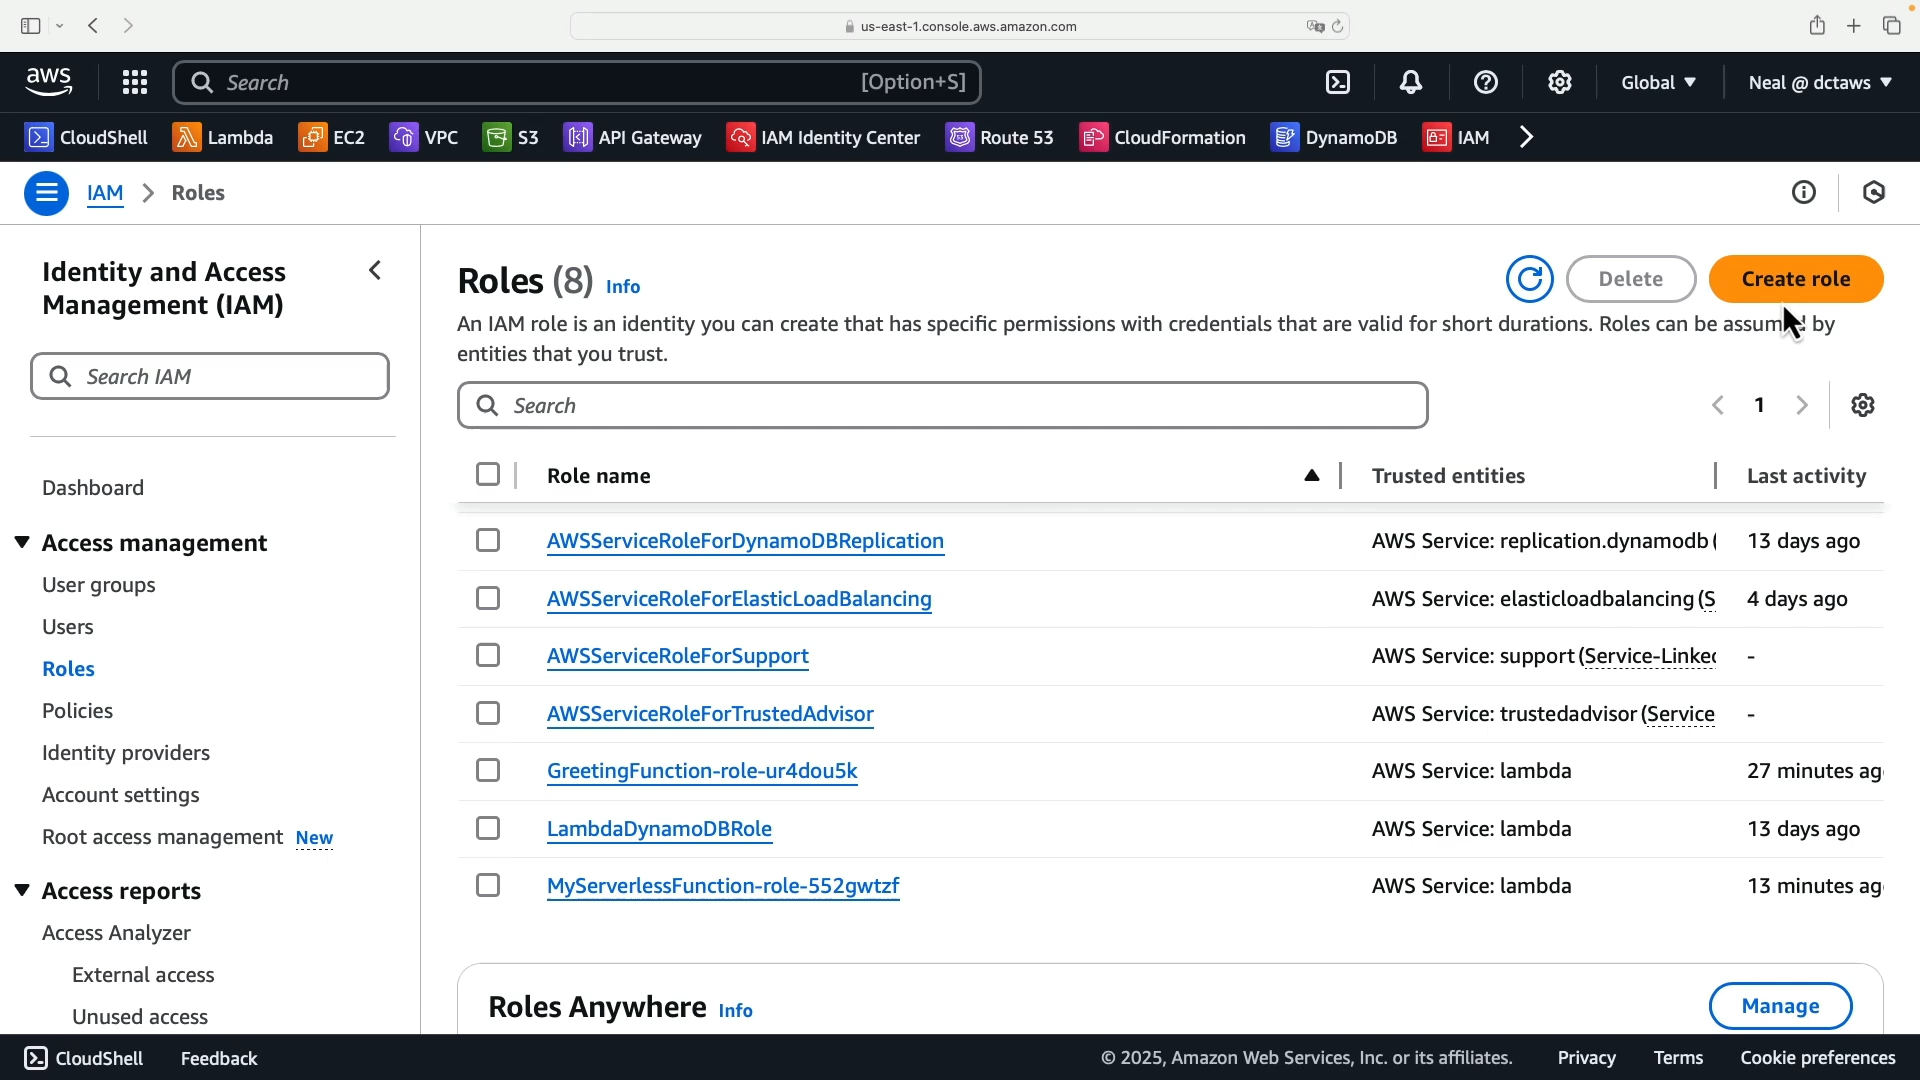 us-east-1.console.aws.amazon.com
aws
Search
[Option+S]
Global
Neal @ dctaws
CloudShell
Lambda
EC2
VPC
S3
API Gateway
IAM Identity Center
Route 53
CloudFormation
DynamoDB
IAM
IAM
Roles
Identity and Access
Management (IAM)
Search IAM
Dashboard
Access management
User groups
Users
Roles
Policies
Identity providers
Account settings
Root access management New
Access reports
Access Analyzer
External access
Unused access
Roles (8) Info
Delete
Create role
An IAM role is an identity you can create that has specific permissions with credentials that are valid for short durations. Roles can be assumed by
entities that you trust.
Search
1
Role name Trusted entities Last activity
AWSServiceRoleForDynamoDBReplication AWS Service: replication.dynamodb ( 13 days ago
AWSServiceRoleForElasticLoadBalancing AWS Service: elasticloadbalancing (S 4 days ago
AWSServiceRoleForSupport AWS Service: support (Service-Linked -
AWSServiceRoleForTrustedAdvisor AWS Service: trustedadvisor (Service -
GreetingFunction-role-ur4dou5k AWS Service: lambda 27 minutes ag
LambdaDynamoDBRole AWS Service: lambda 13 days ago
MyServerlessFunction-role-552gwtzf AWS Service: lambda 13 minutes ag
Roles Anywhere Info
Manage
CloudShell
Feedback
© 2025, Amazon Web Services, Inc. or its affiliates.
Privacy
Terms
Cookie preferences